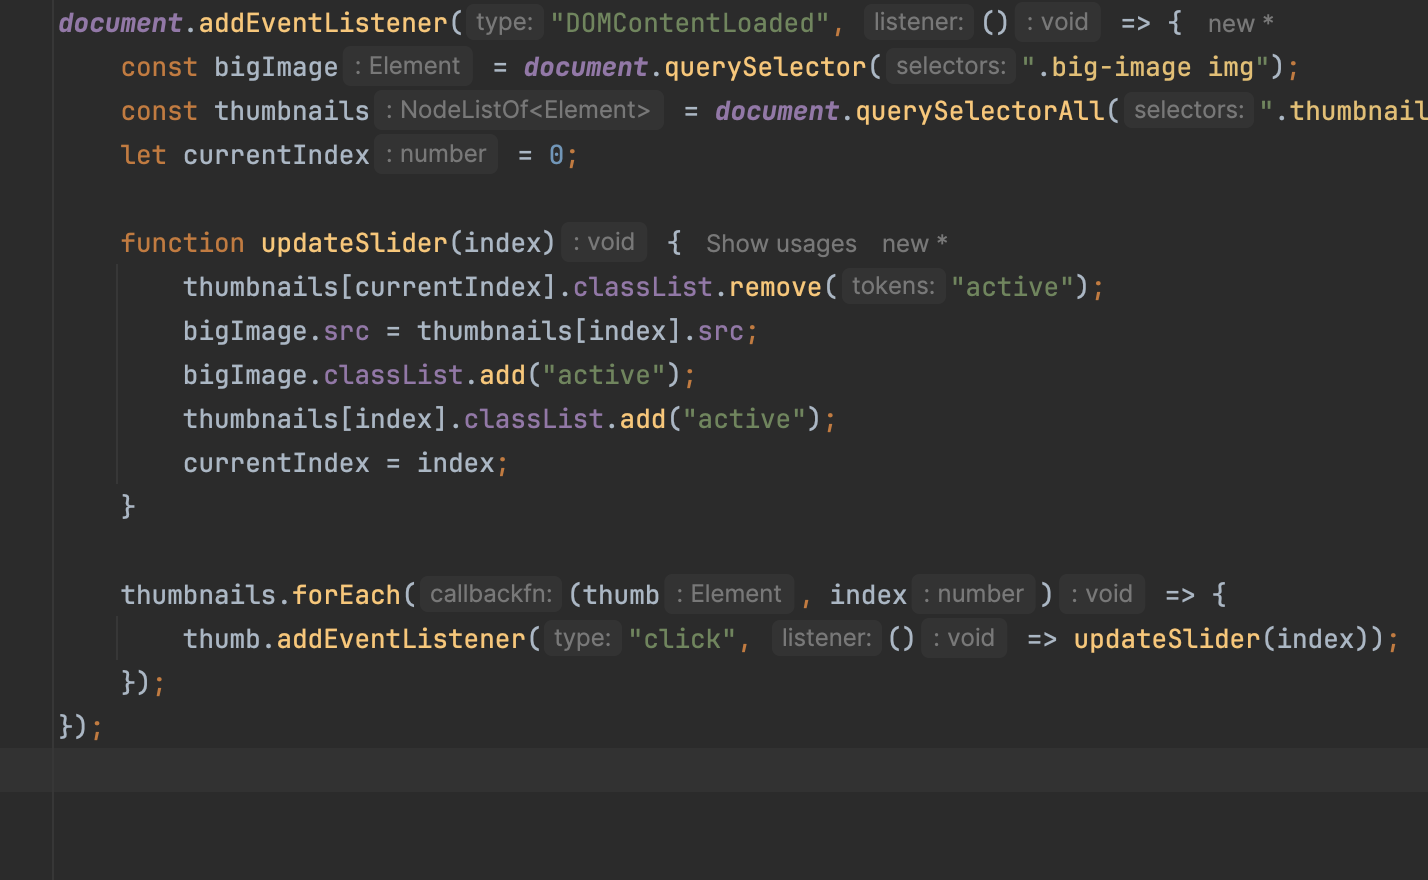 document.addEventListener( type: "DOMContentLoaded", listener: () : void => { new *
const bigImage : Element = document.querySelector( selectors: ".big-image img");
const thumbnails : NodeListOf<Element> = document.querySelectorAll( selectors: ".thumbnail
let currentIndex : number = 0;
function updateSlider(index) : void { Show usages new *
thumbnails[currentIndex].classList.remove( tokens: "active");
bigImage.src = thumbnails[index].src;
bigImage.classList.add("active");
thumbnails[index].classList.add("active");
currentIndex = index;
}
thumbnails.forEach( callbackfn: (thumb : Element , index : number ) : void => {
thumb.addEventListener( type: "click", listener: () : void => updateSlider(index));
});
});